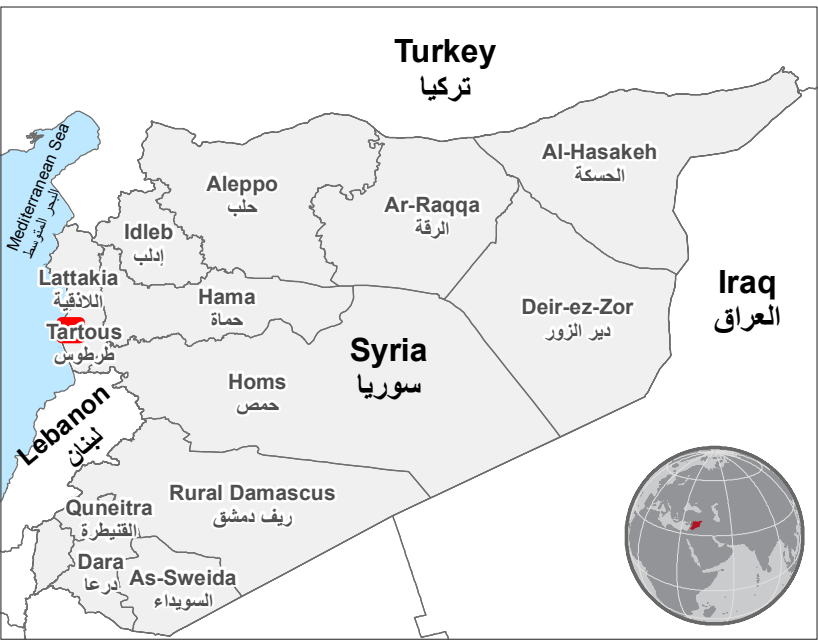 Turkey
تركيا
Mediterranean Sea
البحر المتوسط
Al-Hasakeh
الحسكة
Aleppo
حلب
Ar-Raqqa
الرقة
Idleb
إدلب
Lattakia
اللاذقية
Hama
حماة
Deir-ez-Zor
دير الزور
Iraq
العراق
Tartous
طرطوس
Syria
سوريا
Homs
حمص
Lebanon
لبنان
Rural Damascus
ريف دمشق
Quneitra
القنيطرة
Dara
درعا
As-Sweida
السويداء